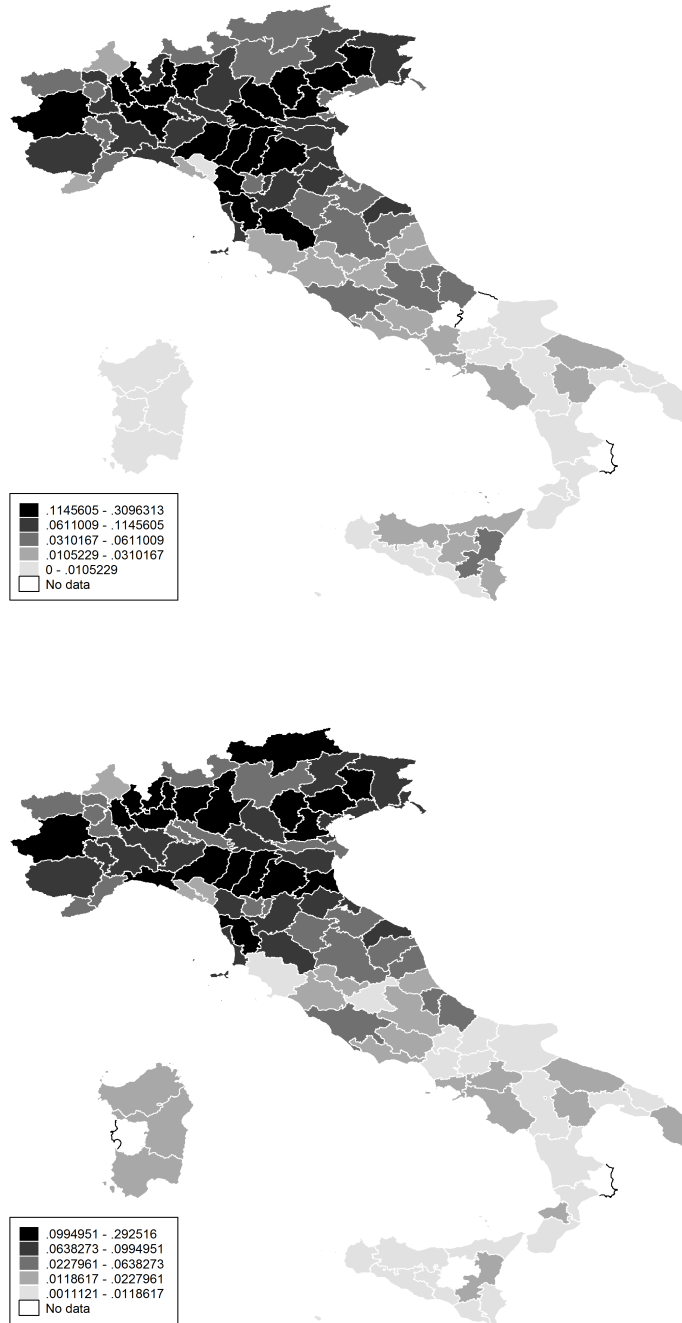 .1145605 - .3096313
.0611009 - .1145605
.0310167 - .0611009
.0105229 - .0310167
0 - .0105229
No data
.0994951 - .292516
.0638273 - .0994951
.0227961 - .0638273
.0118617 - .0227961
.0011121 - .0118617
No data